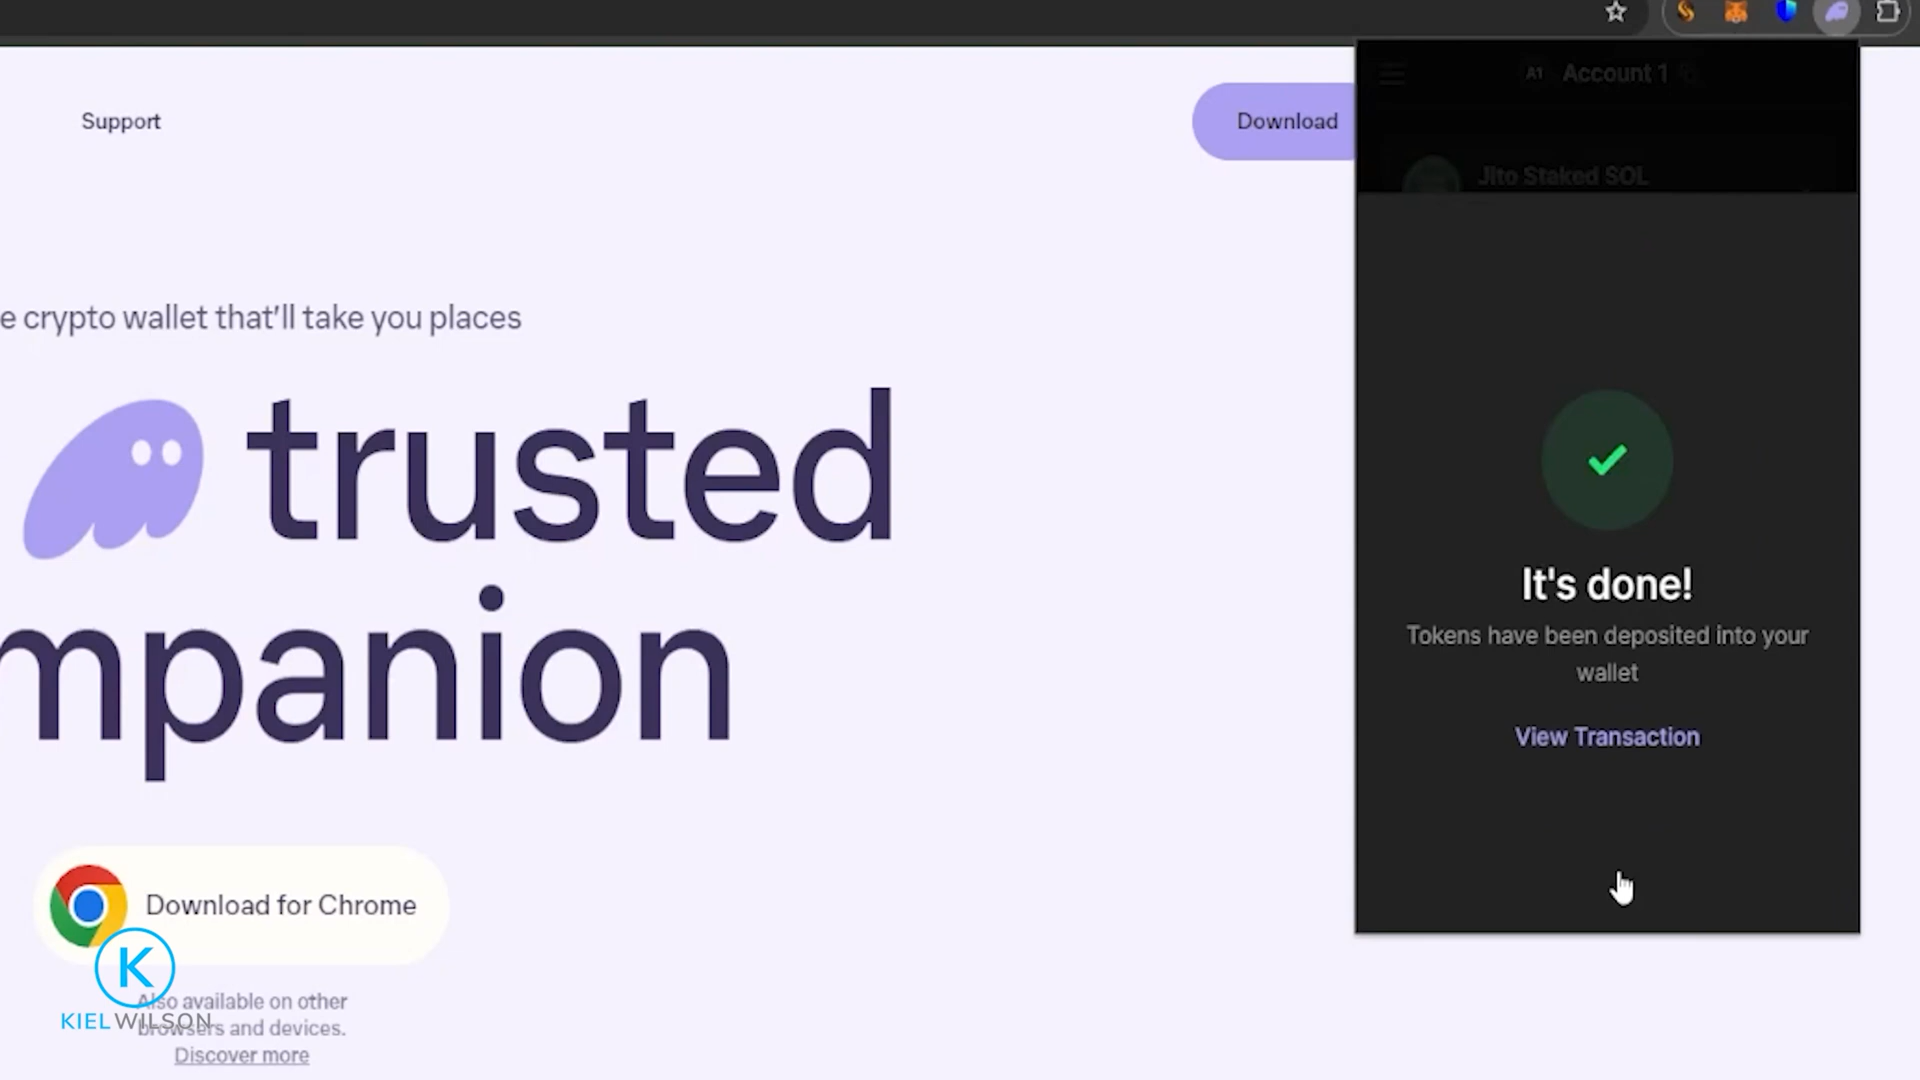 A1 Account 1
Support
Download
Jito Staked SOL
e crypto wallet that'll take you places
trusted
mpanion
It's done!
Tokens have been deposited into your
wallet
View Transaction
Download for Chrome
K
KIEL WILSON
Also available on other
browsers and devices.
Discover more